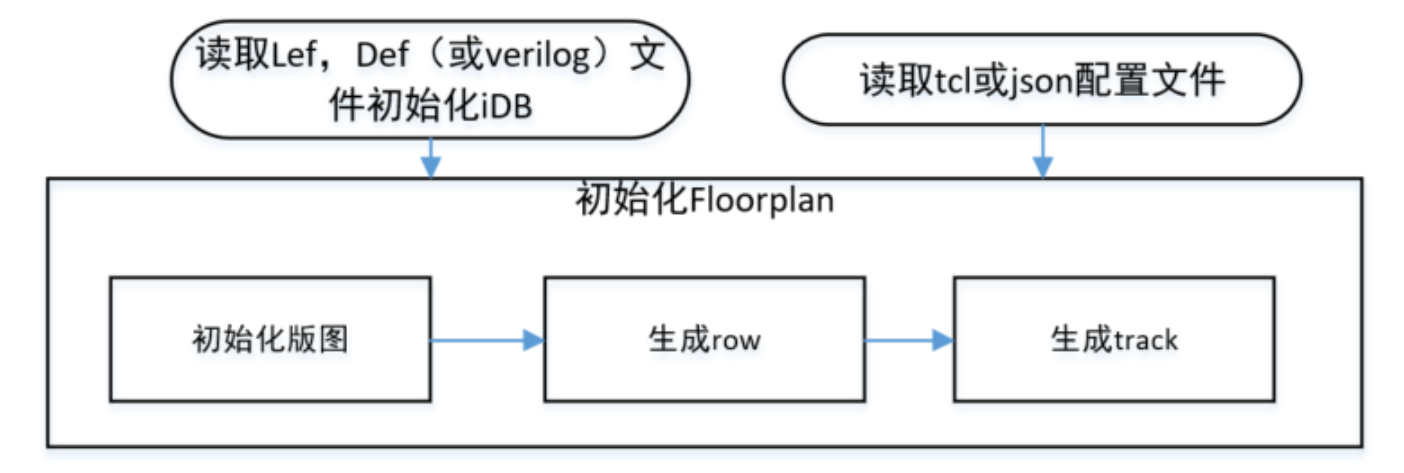 读取Lef，Def（或verilog）文
件初始化iDB
读取tcl或json配置文件
初始化Floorplan
初始化版图
生成row
生成track